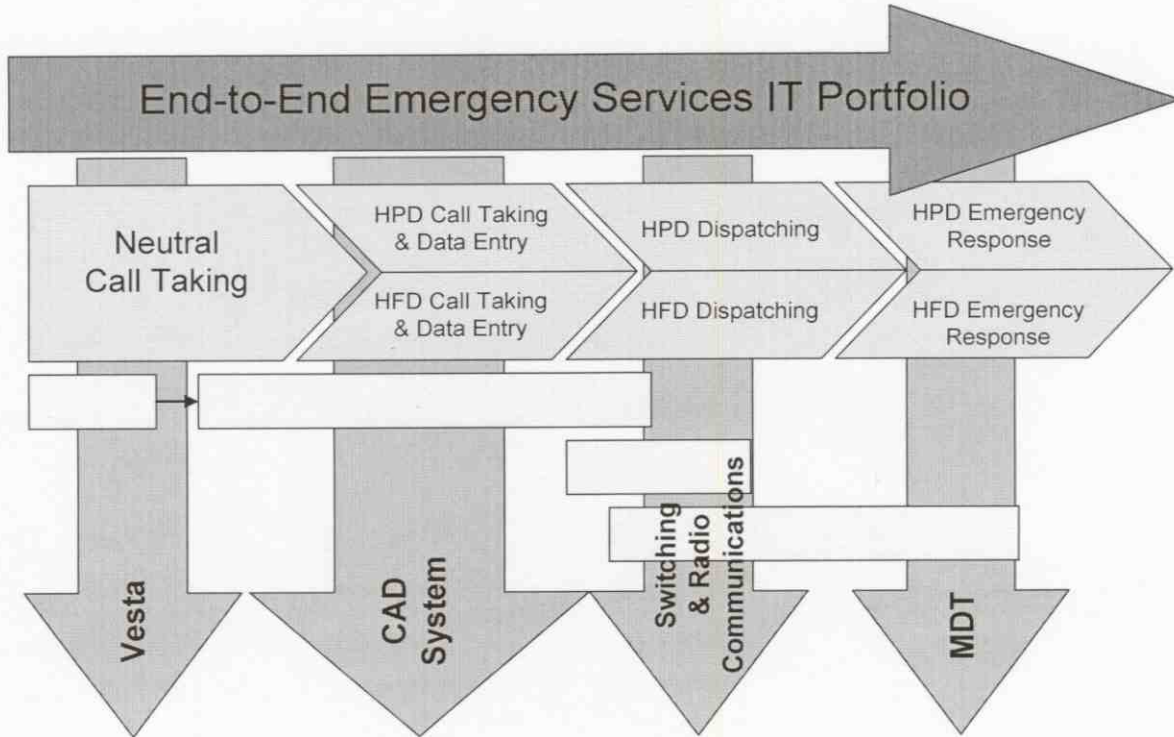 End-to-End Emergency Services IT Portfolio
Neutral
Call Taking
HPD Call Taking
& Data Entry
HFD Call Taking
& Data Entry
HPD Dispatching
HFD Dispatching
HPD Emergency
Response
HFD Emergency
Response
Vesta
CAD
System
Switching
& Radio
Communications
MDT